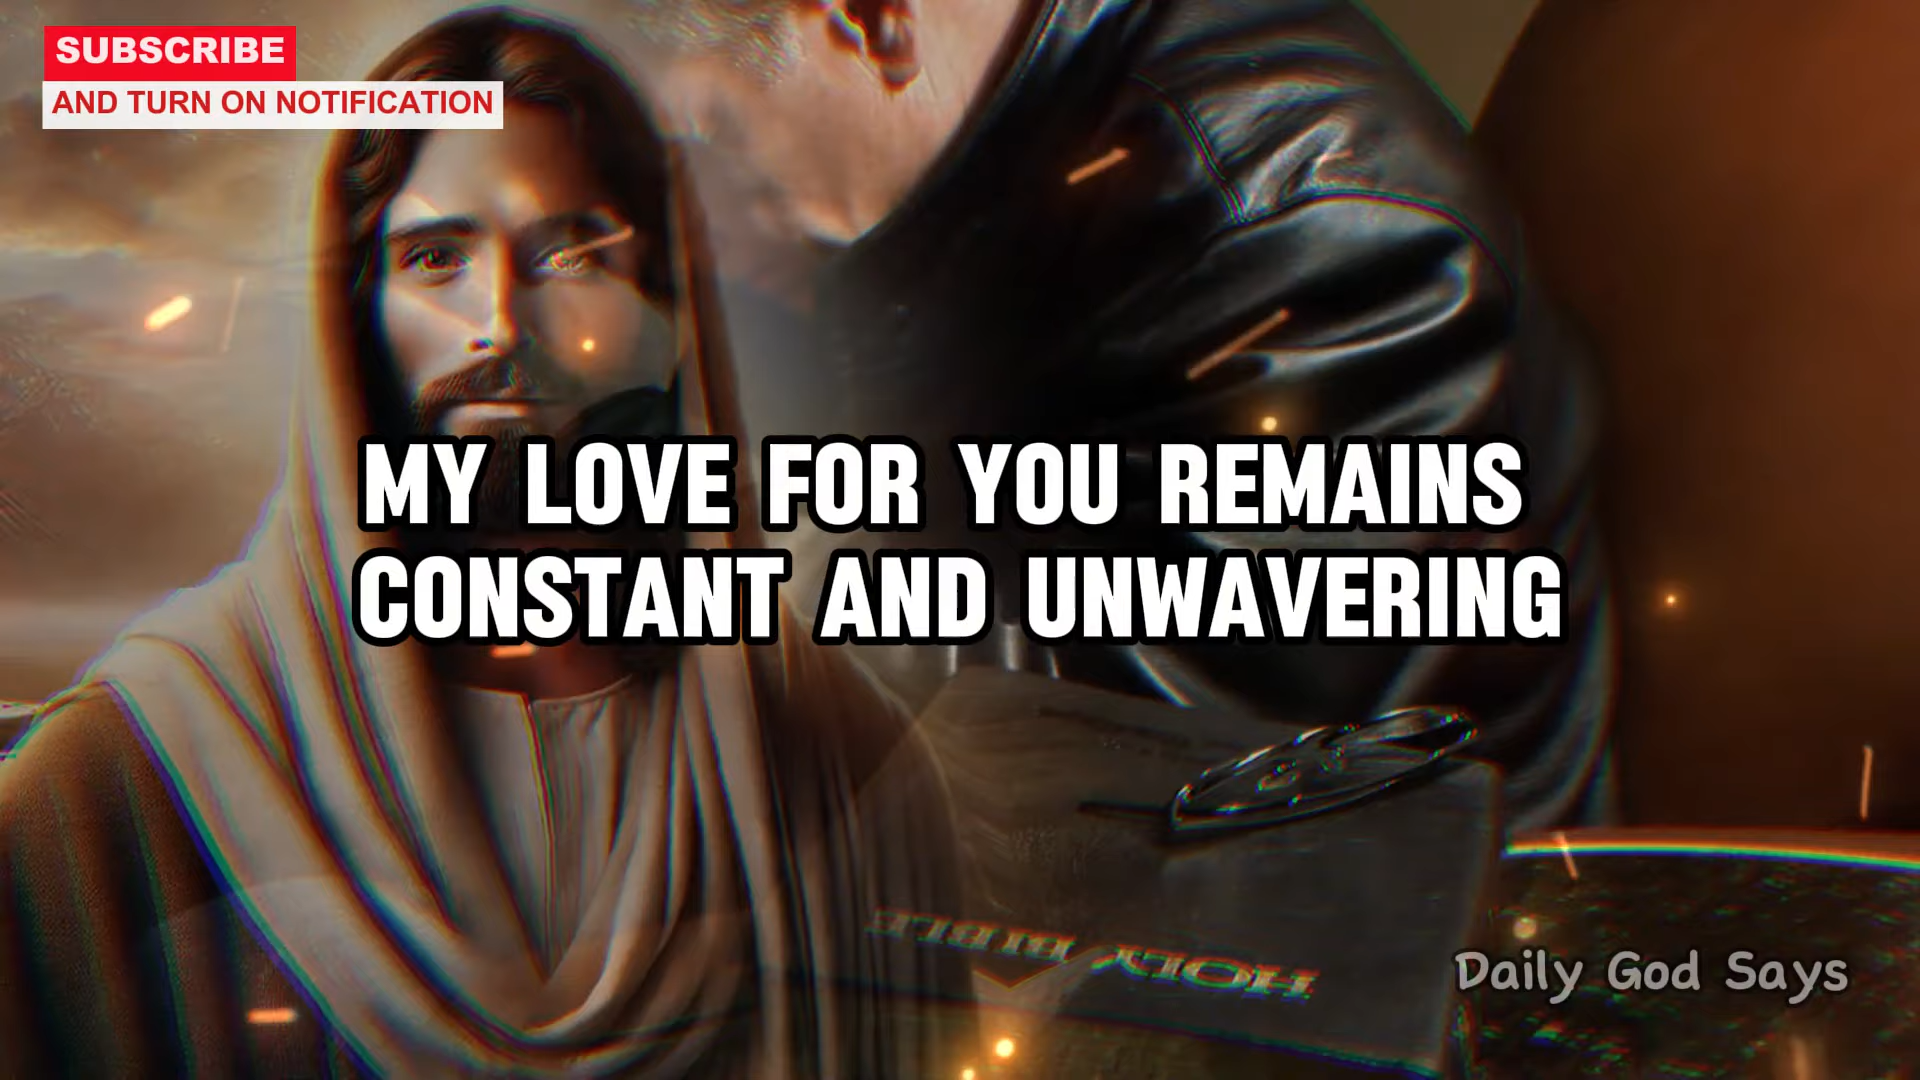 SUBSCRIBE
AND TURN ON NOTIFICATION
MY LOVE FOR YOU REMAINS
CONSTANT AND UNWAVERING
HOLY BIBLE
Daily God Says